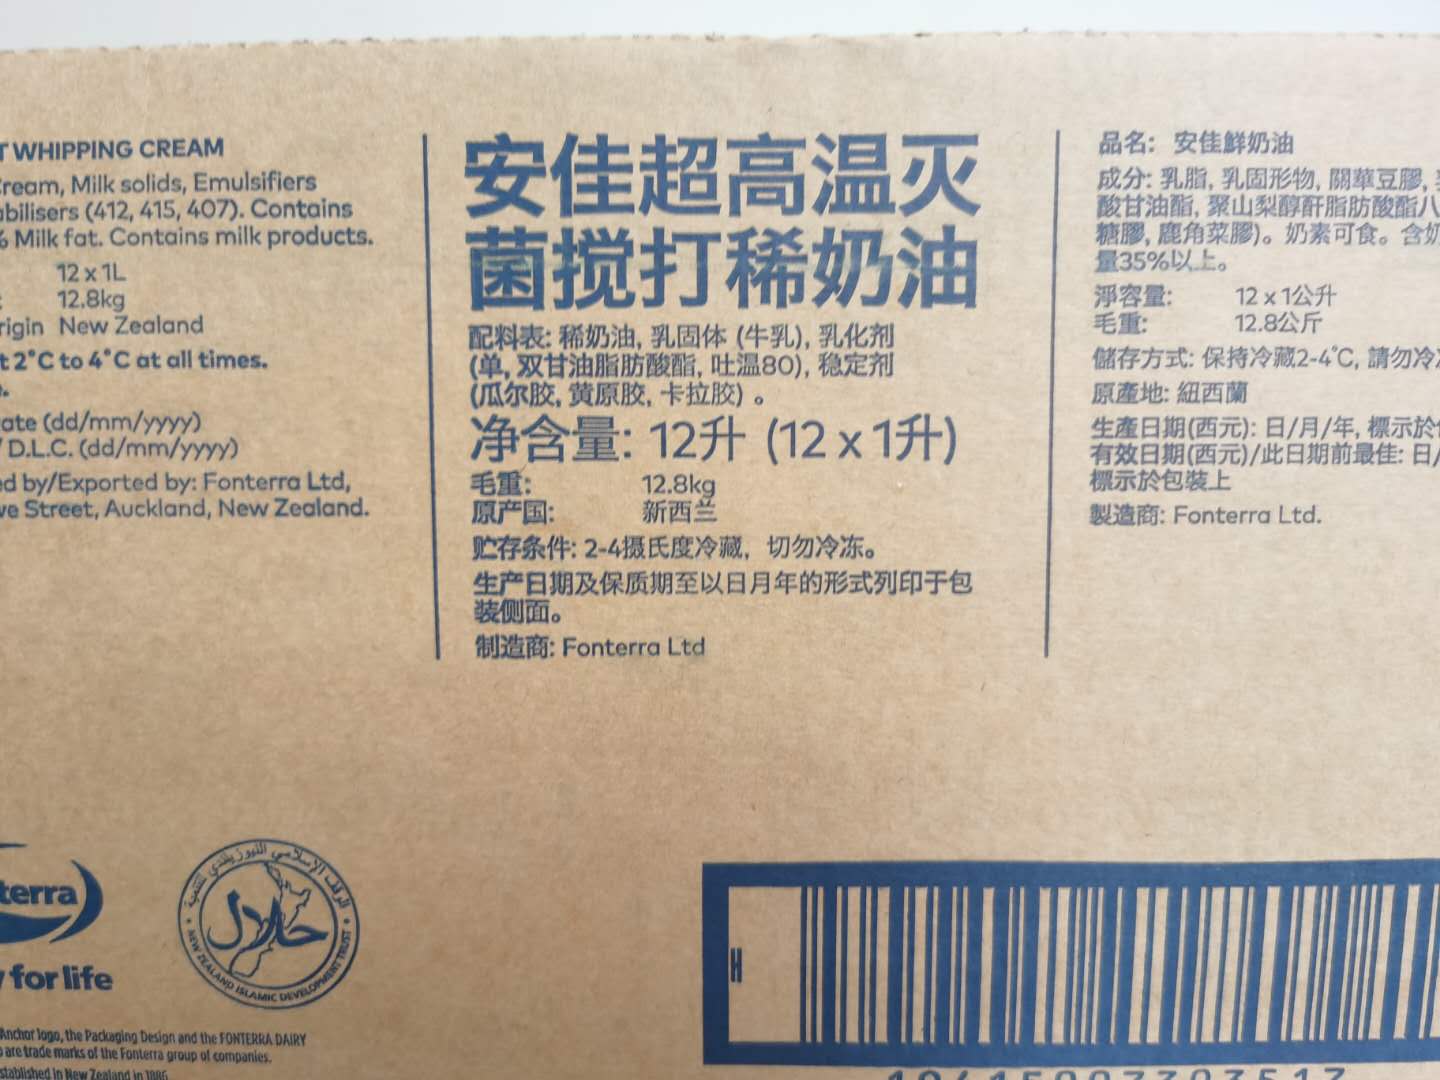 WHIPPING CREAM
Milk solids, Emulsifiers
(412, 415, 407). Contains
% Milk fat. Contains milk products.
12 x 1L
12.8kg
New Zealand
2°C to 4°C at all times.
(dd/mm/yyyy)
/ D.L.C. (dd/mm/yyyy)
by/Exported by: Fonterra Ltd,
Street, Auckland, New Zealand.
安佳超高温灭
菌搅打稀奶油
配料表: 稀奶油, 乳固体 (牛乳), 乳化剂
(单, 双甘油脂肪酸酯, 吐温80), 稳定剂
(瓜尔胶, 黄原胶, 卡拉胶) 。
净含量: 12升 (12 x 1升)
毛重: 12.8kg
原产国: 新西兰
贮存条件: 2-4摄氏度冷藏，切勿冷冻。
生产日期及保质期至以日月年的形式列印于包
装侧面。
制造商: Fonterra Ltd
品名: 安佳鮮奶油
成分: 乳脂, 乳固形物, 關華豆膠,
酸甘油酯, 聚山梨醇酐脂肪酸酯八
糖膠, 鹿角菜膠)。奶素可食。含
量35%以上。
淨容量: 12 x 1公升
毛重: 12.8公斤
儲存方式: 保持冷藏2-4°C, 請勿冷
原產地: 紐西蘭
生產日期(西元): 日/月/年, 標示於
有效日期(西元)/此日期前最佳: 日/
標示於包裝上
製造商: Fonterra Ltd.
for life
حلال
NEW ZEALAND ISLAMIC DEVELOPMENT TRUST
Anchor logo, the Packaging Design and the FONTERRA DAIRY
are trade marks of the Fonterra group of companies.
in New Zealand in 1886
H